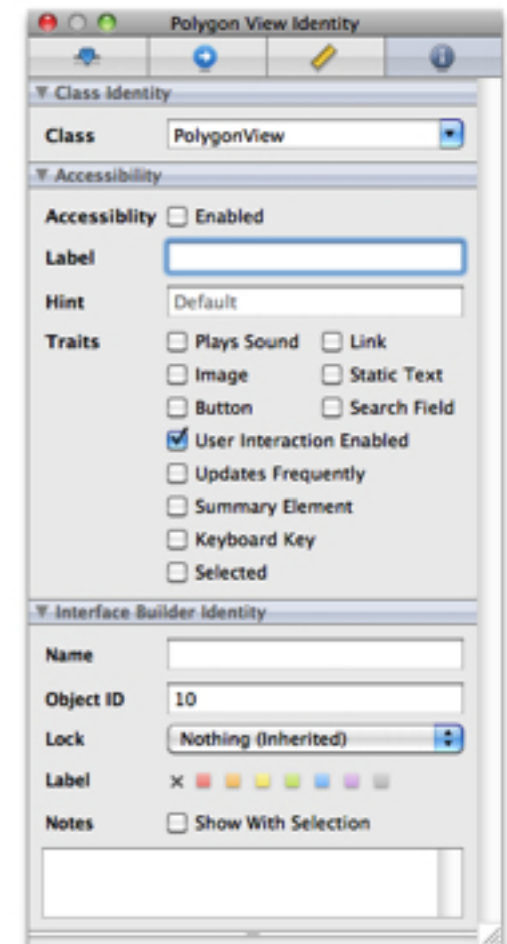 Polygon View Identity
Class Identity
Class PolygonView
Accessibility
Accessiblity Enabled
Label
Hint Default
Traits Plays Sound Link
Image Static Text
Button Search Field
User Interaction Enabled
Updates Frequently
Summary Element
Keyboard Key
Selected
Interface Builder Identity
Name
Object ID 10
Lock Nothing (Inherited)
Label
Notes Show With Selection